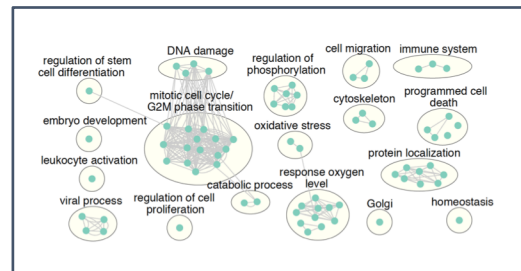 DNA damage
cell migration
immune system
regulation of stem
cell differentiation
regulation of
phosphorylation
mitotic cell cycle/
G2M phase transition
cytoskeleton
programmed cell
death
embryo development
oxidative stress
leukocyte activation
protein localization
catabolic process
response oxygen
level
viral process
regulation of cell
proliferation
Golgi
homeostasis